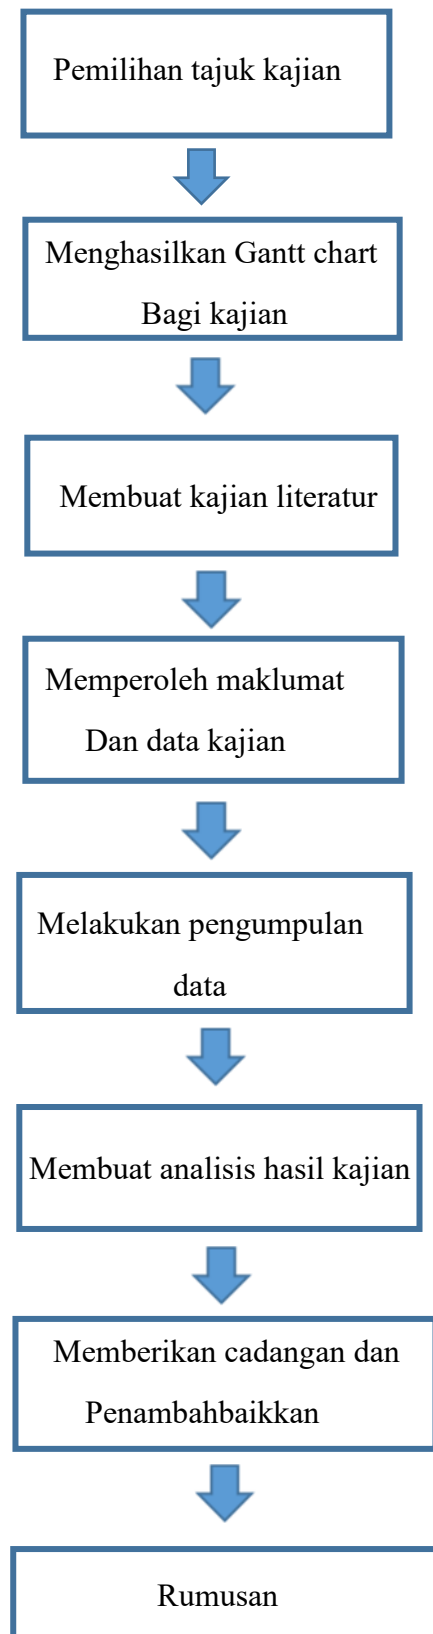 Pemilihan tajuk kajian
Menghasilkan Gantt chart
Bagi kajian
Membuat kajian literatur
Memperoleh maklumat
Dan data kajian
Melakukan pengumpulan
data
Membuat analisis hasil kajian
Memberikan cadangan dan
Penambahbaikkan
Rumusan